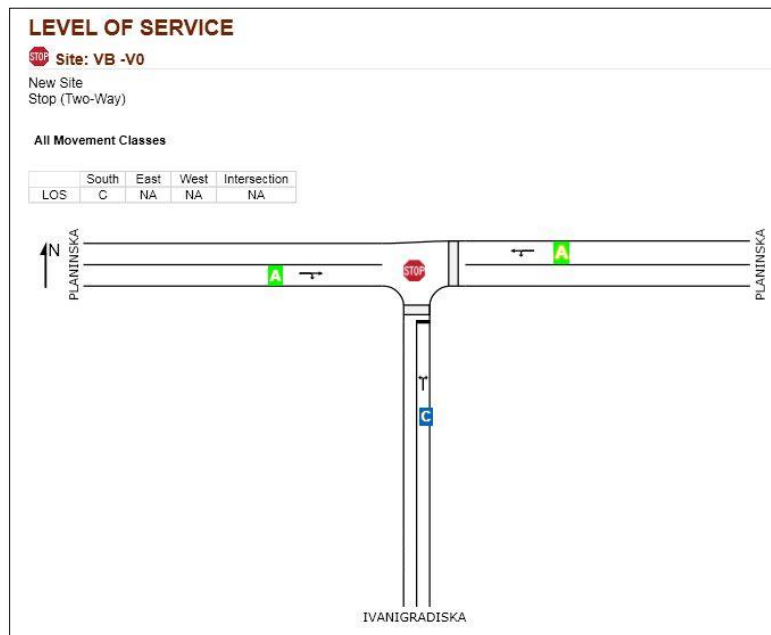 LEVEL OF SERVICE
STOP Site: VB -V0
New Site
Stop (Two-Way)
All Movement Classes
South East West Intersection
LOS C NA NA NA
N
PLANINSKA
A
STOP
A
PLANINSKA
C
IVANIGRADISKA